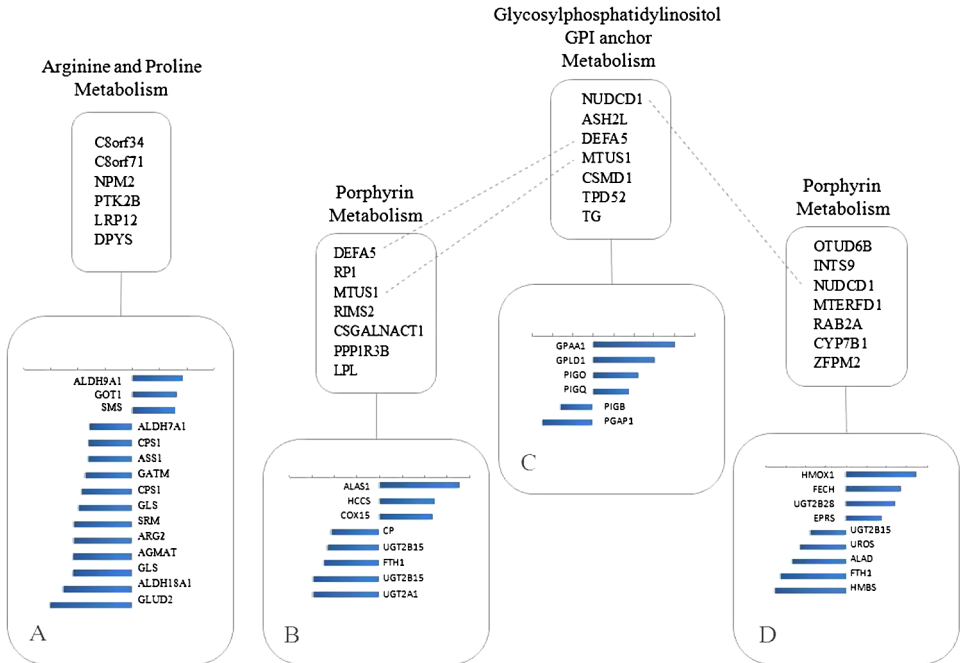 Arginine and Proline
Metabolism
C8orf34
C8orf71
NPM2
PTK2B
LRP12
DPYS
ALDH9A1
GOT1
SMS
ALDH7A1
CPS1
ASS1
GATM
CPS1
GLS
SRM
ARG2
AGMAT
GLS
ALDH18A1
GLUD2
A
Porphyrin
Metabolism
DEFA5
RP1
MTUS1
RIMS2
CSGALNACT1
PPP1R3B
LPL
ALAS1
HCCS
COX15
CP
UGT2B15
FTH1
UGT2B15
UGT2A1
B
Glycosylphosphatidylinositol
GPI anchor
Metabolism
NUDCD1
ASH2L
DEFA5
MTUS1
CSMD1
TPD52
TG
GPAA1
GPLD1
PIGO
PIGQ
PIGB
PGAP1
C
Porphyrin
Metabolism
OTUD6B
INTS9
NUDCD1
MTERFD1
RAB2A
CYP7B1
ZFPM2
HMOX1
FECH
UGT2B28
EPRS
UGT2B15
UROS
ALAD
FTH1
HMBS
D